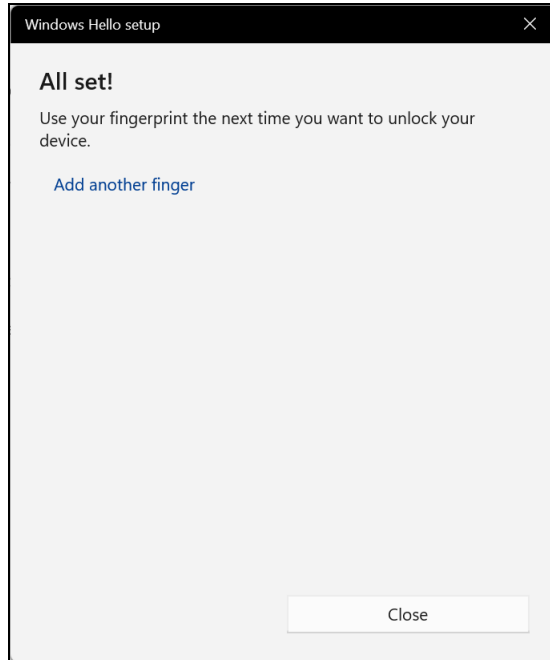 Windows Hello setup
All set!
Use your fingerprint the next time you want to unlock your
device.
Add another finger
Close